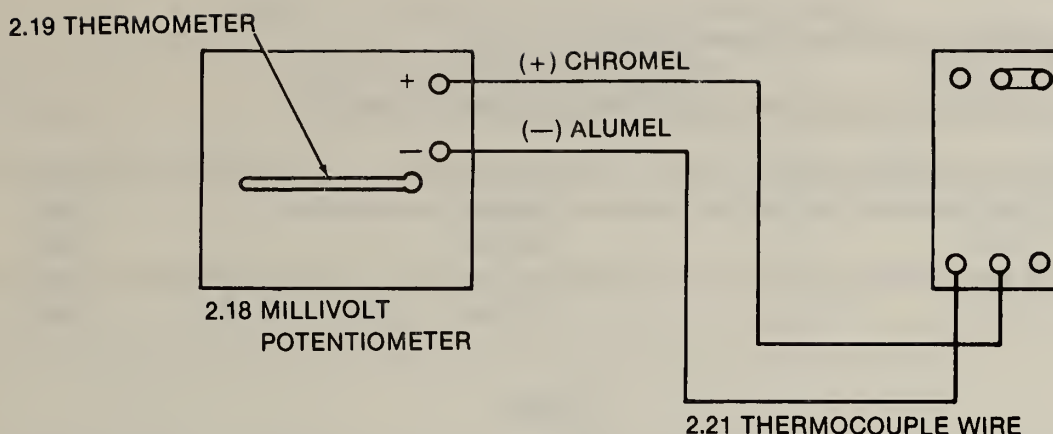 2.19 THERMOMETER
+
(+) CHROMEL
—
(—) ALUMEL
2.18 MILLIVOLT
POTENTIOMETER
2.21 THERMOCOUPLE WIRE